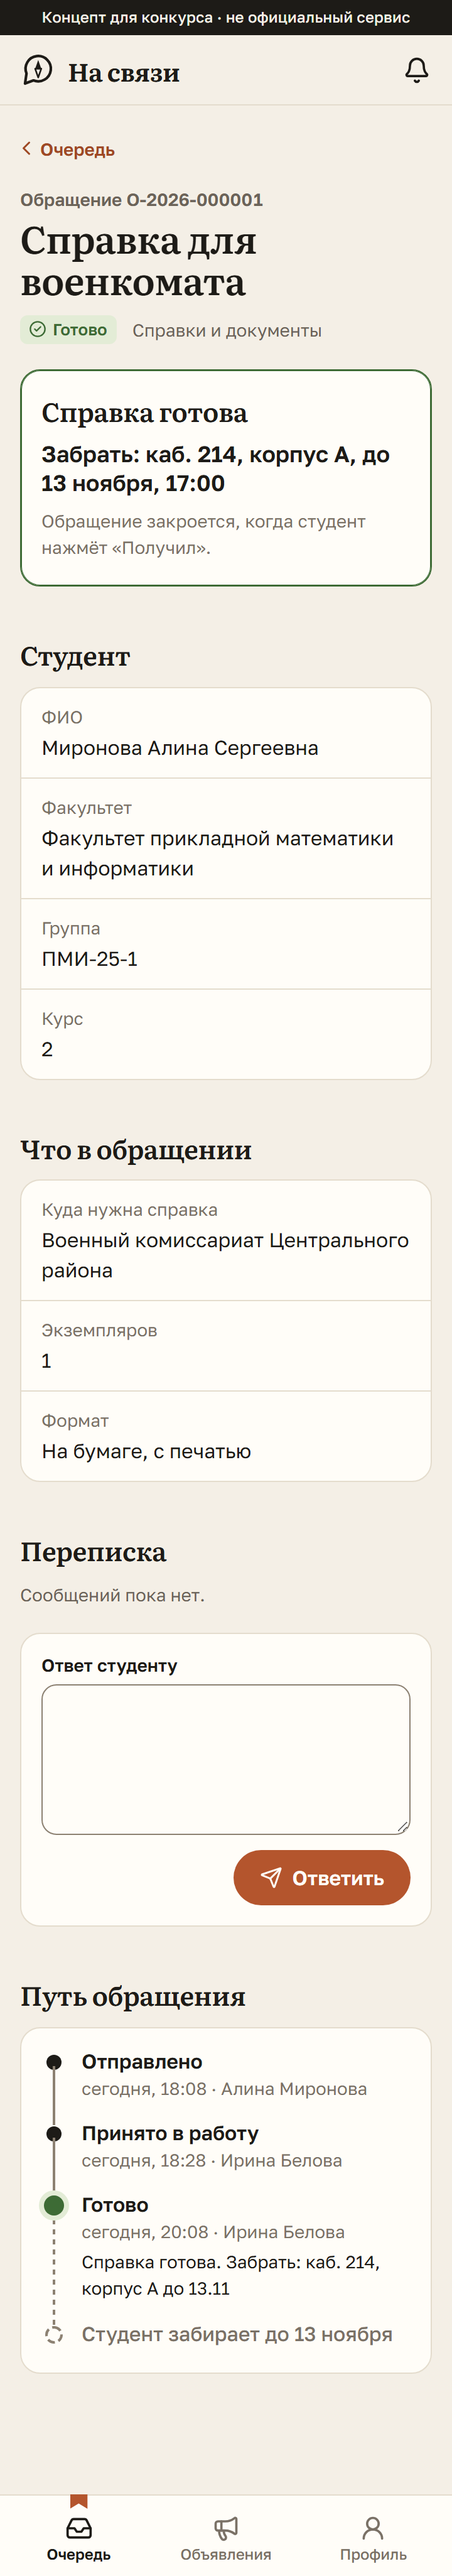 Концепт для конкурса · не официальный сервис
На связи
Очередь
Обращение О-2026-000001
Справка для
военкомата
Готово
Справки и документы
Справка готова
Забрать: каб. 214, корпус А, до
13 ноября, 17:00
Обращение закроется, когда студент
нажмёт «Получил».
Студент
ФИО
Миронова Алина Сергеевна
Факультет
Факультет прикладной математики
и информатики
Группа
ПМИ-25-1
Курс
2
Что в обращении
Куда нужна справка
Военный комиссариат Центрального
района
Экземпляров
1
Формат
На бумаге, с печатью
Переписка
Сообщений пока нет.
Ответ студенту
Ответить
Путь обращения
Отправлено
сегодня, 18:08 · Алина Миронова
Принято в работу
сегодня, 18:28 · Ирина Белова
Готово
сегодня, 20:08 · Ирина Белова
Справка готова. Забрать: каб. 214,
корпус А до 13.11
Студент забирает до 13 ноября
Очередь
Объявления
Профиль